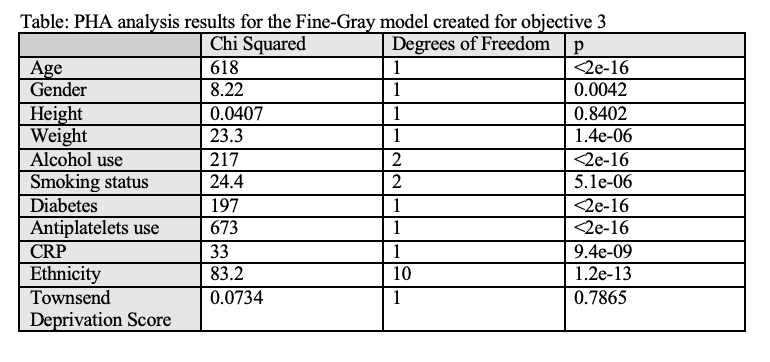 Table: PHA analysis results for the Fine-Gray model created for objective 3
Chi Squared Degrees of Freedom p
Age 618 1 <2e-16
Gender 8.22 1 0.0042
Height 0.0407 1 0.8402
Weight 23.3 1 1.4e-06
Alcohol use 217 2 <2e-16
Smoking status 24.4 2 5.1e-06
Diabetes 197 1 <2e-16
Antiplatelets use 673 1 <2e-16
CRP 33 1 9.4e-09
Ethnicity 83.2 10 1.2e-13
Townsend 0.0734 1 0.7865
Deprivation Score